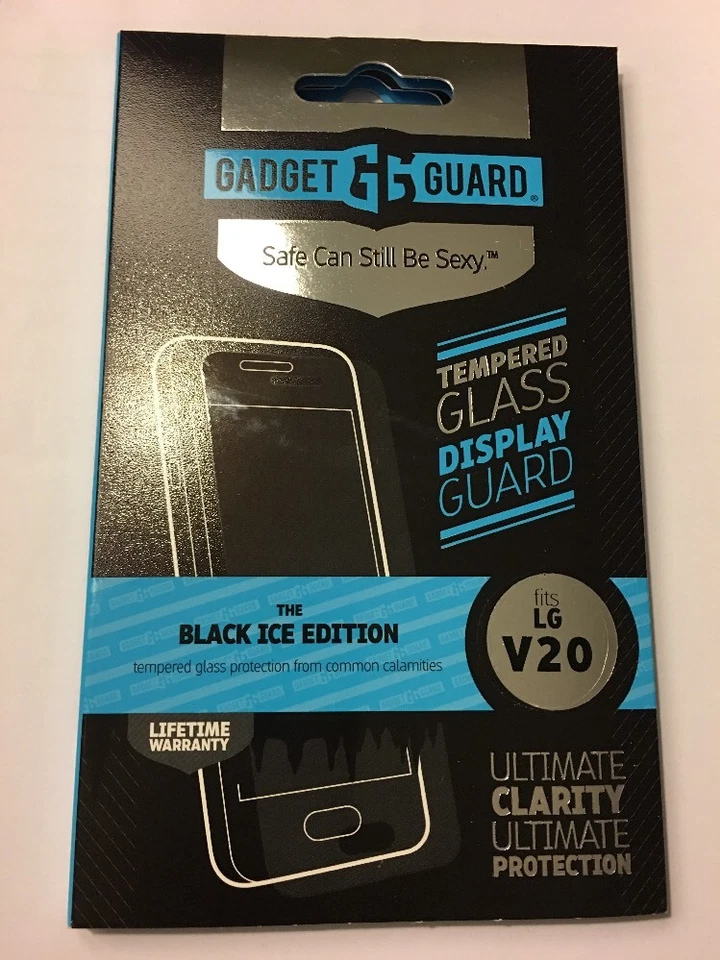 GADGET GG GUARD®
Safe Can Still Be Sexy.™
TEMPERED
GLASS
DISPLAY
GUARD
THE
BLACK ICE EDITION
tempered glass protection from common calamities
fits
LG
V20
LIFETIME
WARRANTY
ULTIMATE
CLARITY
ULTIMATE
PROTECTION